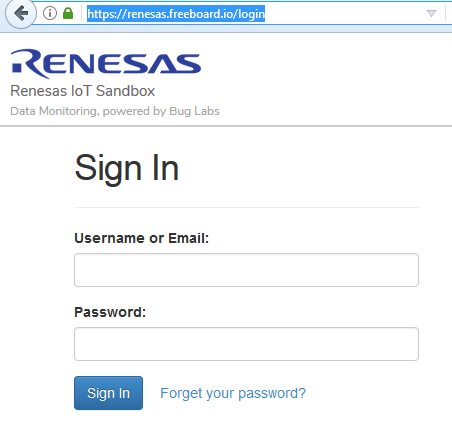 https://renesas.freeboard.io/login
RENESAS
Renesas IoT Sandbox
Data Monitoring, powered by Bug Labs
Sign In
Username or Email:
Password:
Sign In Forget your password?